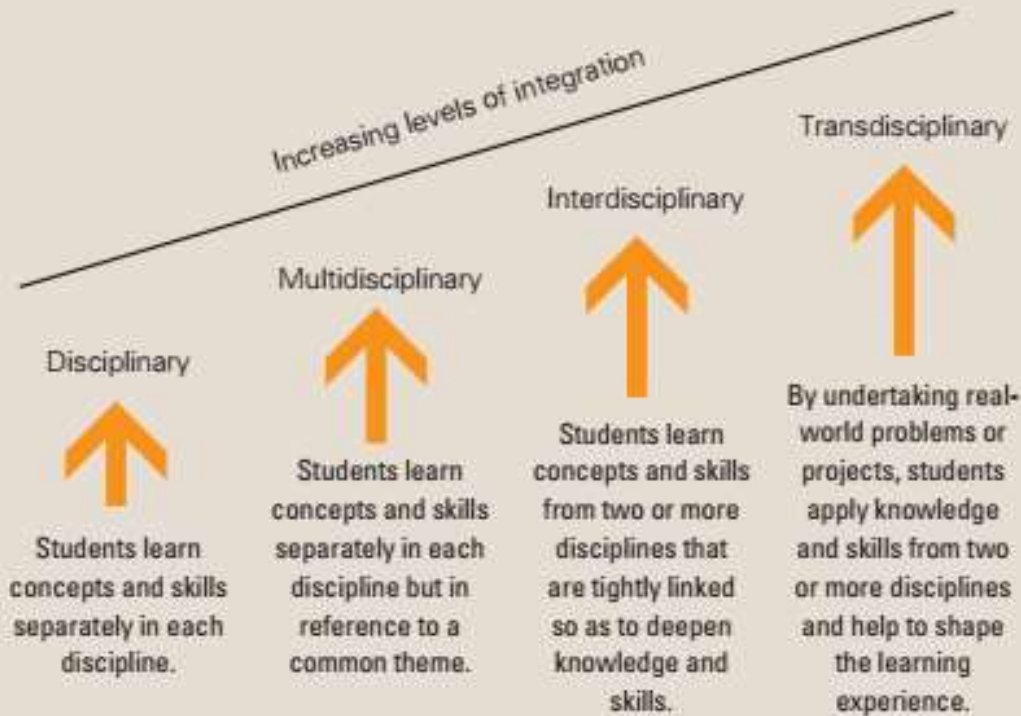 Increasing levels of integration
Disciplinary
Students learn
concepts and skills
separately in each
discipline.
Multidisciplinary
Students learn
concepts and skills
separately in each
discipline but in
reference to a
common theme.
Interdisciplinary
Students learn
concepts and skills
from two or more
disciplines that
are tightly linked
so as to deepen
knowledge and
skills.
Transdisciplinary
By undertaking real-
world problems or
projects, students
apply knowledge
and skills from two
or more disciplines
and help to shape
the learning
experience.